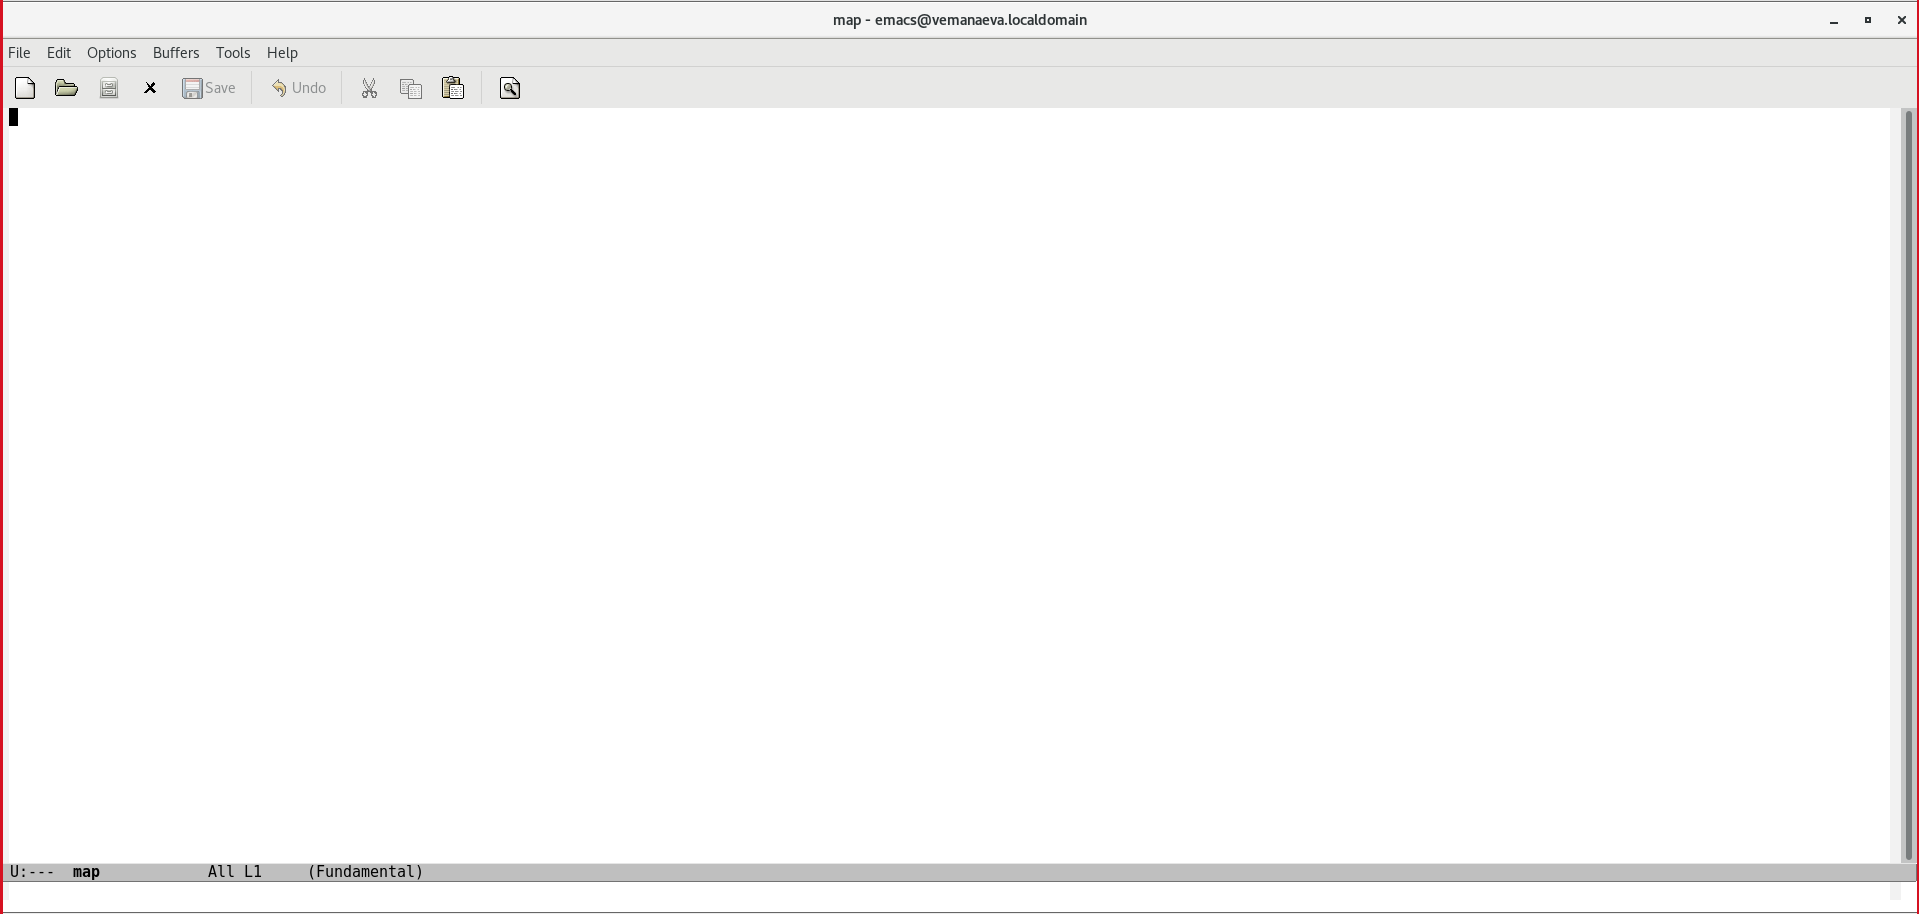 map - emacs@vemanaeva.localdomain
File Edit Options Buffers Tools Help
Save Undo
U:--- map All L1 (Fundamental)